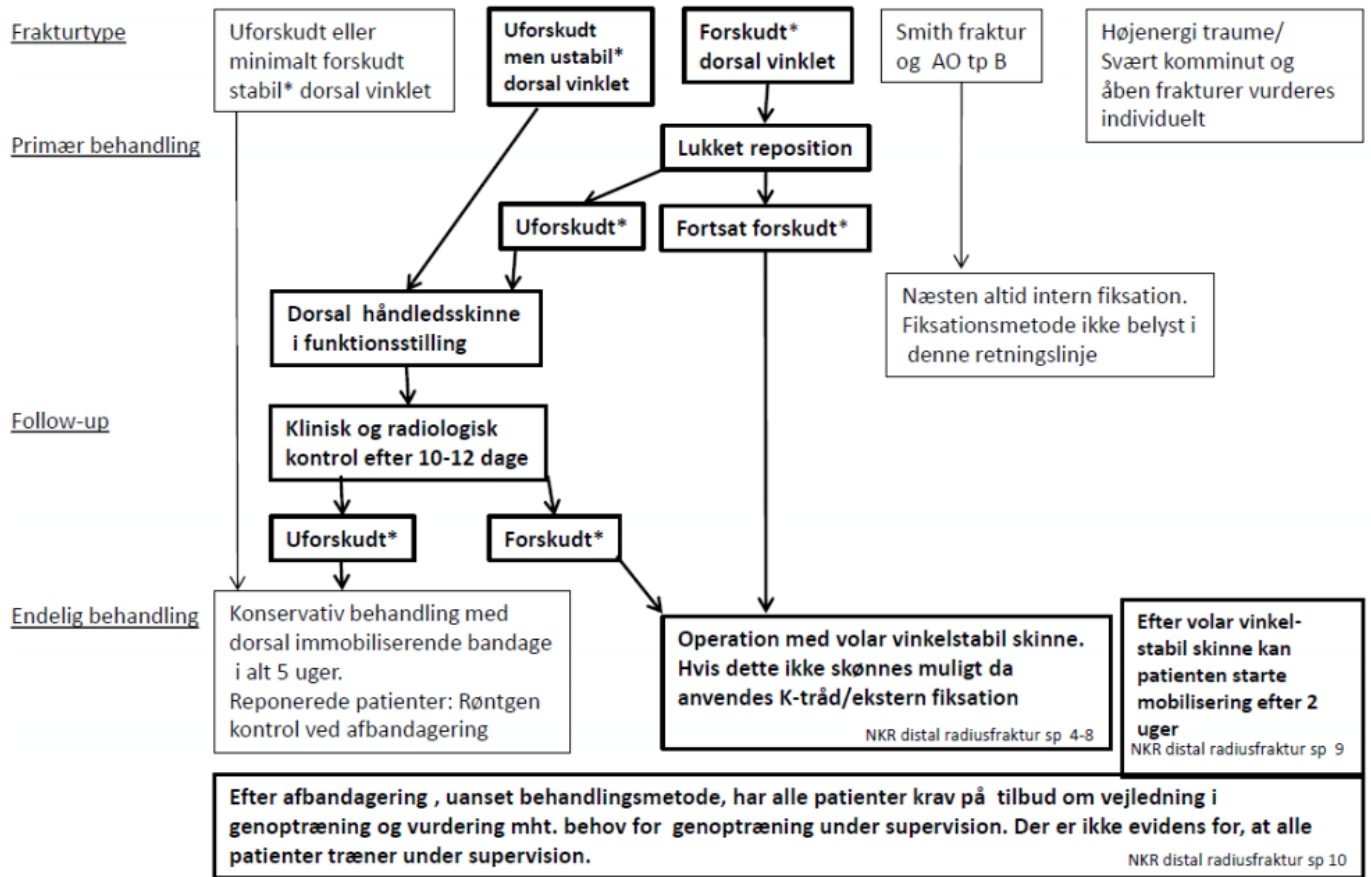 Frakturtype
Uforskudt eller
minimalt forskudt
stabil* dorsal vinklet
Uforskudt
men ustabil*
dorsal vinklet
Forskudt*
dorsal vinklet
Smith fraktur
og AO tp B
Højenergi traume/
Svært komminut og
åben frakturer vurderes
individuelt
Primær behandling
Lukket reposition
Uforskudt*
Fortsat forskudt*
Dorsal håndledsskinne
i funktionsstilling
Næsten altid intern fiksation.
Fiksationsmetode ikke belyst i
denne retningslinje
Follow-up
Klinisk og radiologisk
kontrol efter 10-12 dage
Uforskudt*
Forskudt*
Endelig behandling
Konservativ behandling med
dorsal immobiliserende bandage
i alt 5 uger.
Reponerede patienter: Røntgen
kontrol ved afbandagering
Operation med volar vinkelstabil skinne.
Hvis dette ikke skønnes muligt da
anvendes K-tråd/ekstern fiksation
NKR distal radiusfraktur sp 4-8
Efter volar vinkel-
stabil skinne kan
patienten starte
mobilisering efter 2
uger
NKR distal radiusfraktur sp 9
Efter afbandagering , uanset behandlingsmetode, har alle patienter krav på tilbud om vejledning i
genoptræning og vurdering mht. behov for genoptræning under supervision. Der er ikke evidens for, at alle
patienter træner under supervision.
NKR distal radiusfraktur sp 10